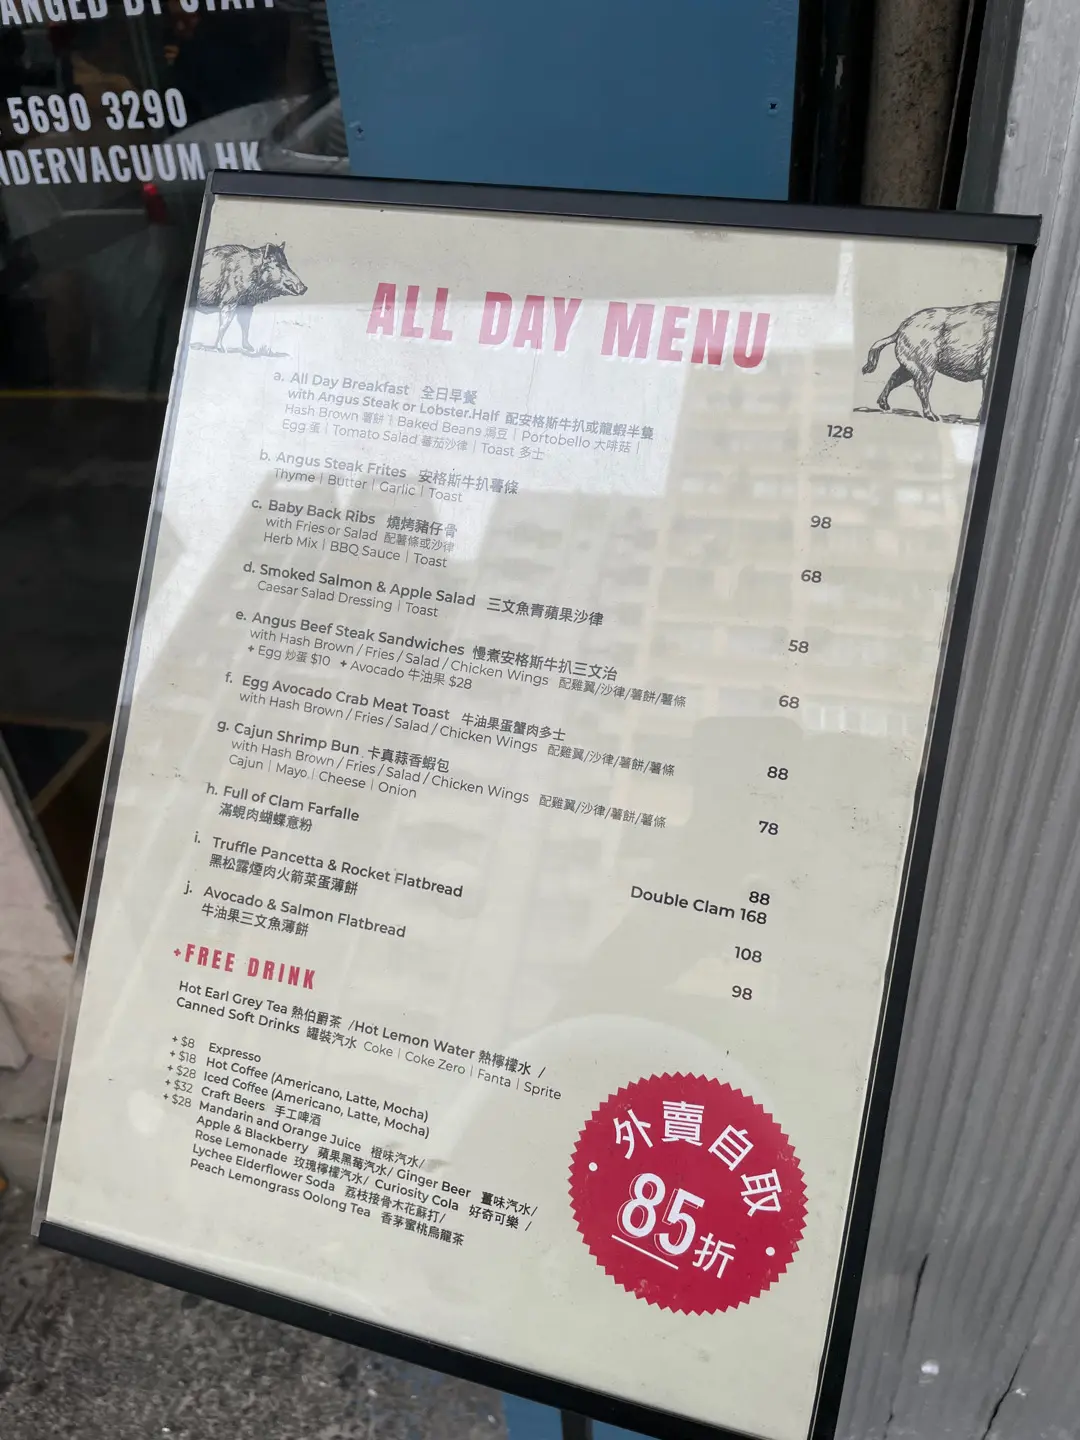 ANGED BY STAFF
5690 3290
NDERVACUUM.HK
ALL DAY MENU
a. All Day Breakfast 全日早餐
with Angus Steak or Lobster.Half 配安格斯牛扒或龍蝦半隻
Hash Brown 薯餅 | Baked Beans 焗豆 | Portobello 大啡菇 |
Egg 蛋 | Tomato Salad 蕃茄沙律 | Toast 多士
128
b. Angus Steak Frites 安格斯牛扒薯條
Thyme | Butter | Garlic | Toast
98
c. Baby Back Ribs 燒烤豬仔骨
with Fries or Salad 配薯條或沙律
Herb Mix | BBQ Sauce | Toast
68
d. Smoked Salmon & Apple Salad 三文魚青蘋果沙律
Caesar Salad Dressing | Toast
58
e. Angus Beef Steak Sandwiches 慢煮安格斯牛扒三文治
with Hash Brown / Fries / Salad / Chicken Wings 配雞翼/沙律/薯餅/薯條
+ Egg 炒蛋 $10 + Avocado 牛油果 $28
68
f. Egg Avocado Crab Meat Toast 牛油果蛋蟹肉多士
with Hash Brown / Fries / Salad / Chicken Wings 配雞翼/沙律/薯餅/薯條
88
g. Cajun Shrimp Bun 卡真蒜香蝦包
with Hash Brown / Fries / Salad / Chicken Wings 配雞翼/沙律/薯餅/薯條
Cajun | Mayo | Cheese | Onion
78
h. Full of Clam Farfalle
滿蜆肉蝴蝶意粉
88
Double Clam 168
i. Truffle Pancetta & Rocket Flatbread
黑松露煙肉火箭菜蛋薄餅
108
j. Avocado & Salmon Flatbread
牛油果三文魚薄餅
98
+FREE DRINK
Hot Earl Grey Tea 熱伯爵茶 /Hot Lemon Water 熱檸檬水 /
Canned Soft Drinks 罐裝汽水 Coke | Coke Zero | Fanta | Sprite
+ $8 Expresso
+ $18 Hot Coffee (Americano, Latte, Mocha)
+ $28 Iced Coffee (Americano, Latte, Mocha)
+ $32 Craft Beers 手工啤酒
+ $28 Mandarin and Orange Juice 橙味汽水/
Apple & Blackberry 蘋果黑莓汽水/ Ginger Beer 薑味汽水/
Rose Lemonade 玫瑰檸檬汽水/ Curiosity Cola 好奇可樂 /
Lychee Elderflower Soda 荔枝接骨木花蘇打/
Peach Lemongrass Oolong Tea 香茅蜜桃烏龍茶
外賣自取
85折